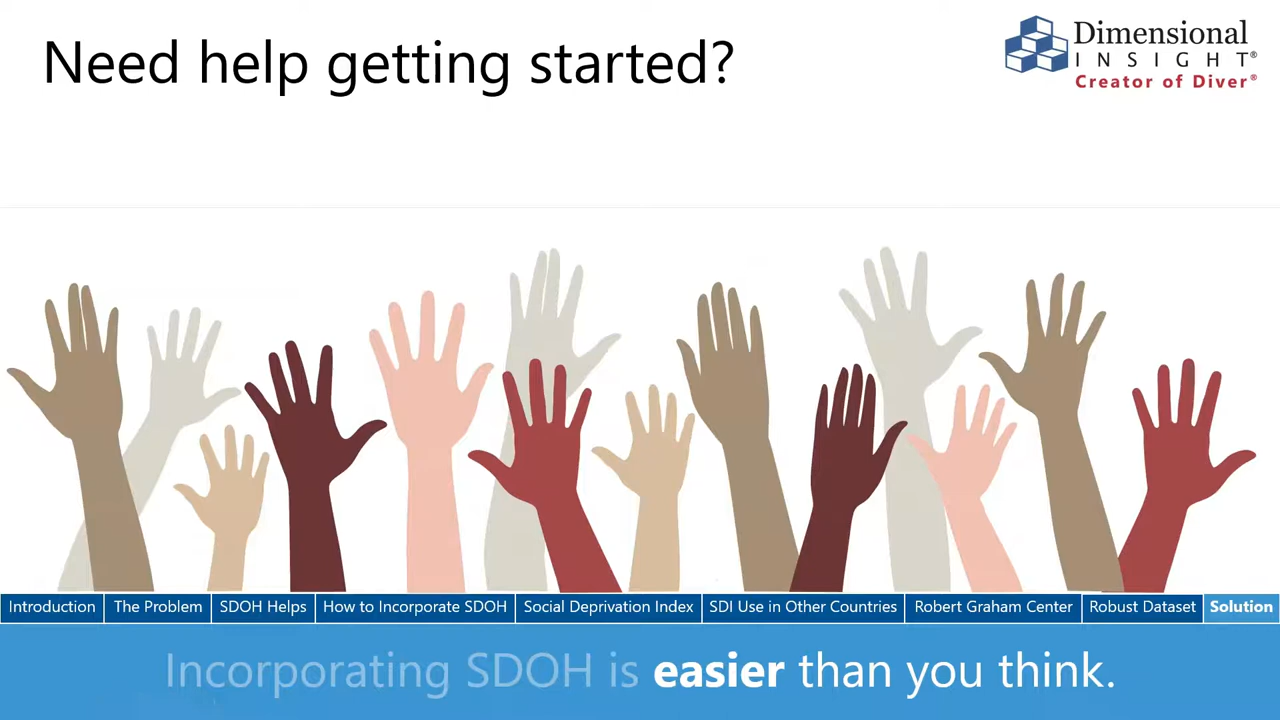 Need help getting started?
Dimensional
INSIGHT®
Creator of Diver®
Introduction
The Problem
SDOH Helps
How to Incorporate SDOH
Social Deprivation Index
SDI Use in Other Countries
Robert Graham Center
Robust Dataset
Solution
Incorporating SDOH is easier than you think.